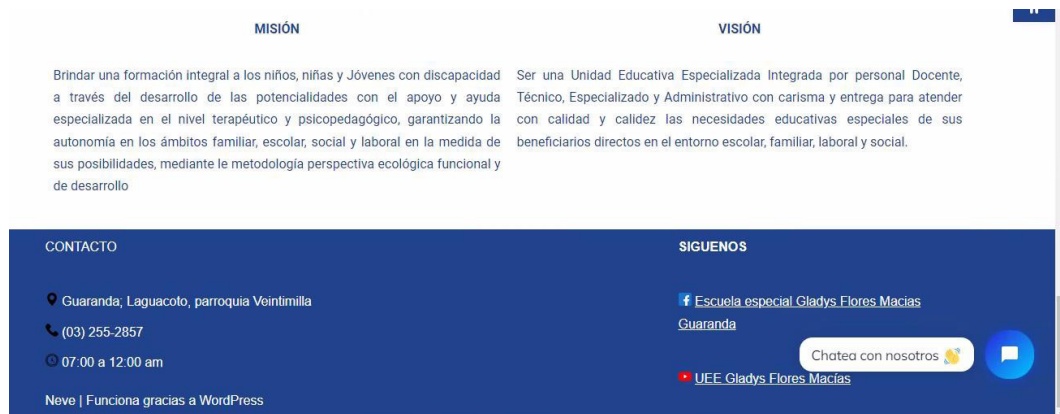 MISIÓN
Brindar una formación integral a los niños, niñas y Jóvenes con discapacidad
a través del desarrollo de las potencialidades con el apoyo y ayuda
especializada en el nivel terapéutico y psicopedagógico, garantizando la
autonomía en los ámbitos familiar, escolar, social y laboral en la medida de
sus posibilidades, mediante le metodología perspectiva ecológica funcional y
de desarrollo
VISIÓN
Ser una Unidad Educativa Especializada Integrada por personal Docente,
Técnico, Especializado y Administrativo con carisma y entrega para atender
con calidad y calidez las necesidades educativas especiales de sus
beneficiarios directos en el entorno escolar, familiar, laboral y social.
CONTACTO
Guaranda; Laguacoto, parroquia Veintimilla
(03) 255-2857
07:00 a 12:00 am
Neve | Funciona gracias a WordPress
SIGUENOS
Escuela especial Gladys Flores Macias
Guaranda
UEE Gladys Flores Macías
Chatea con nosotros 👋